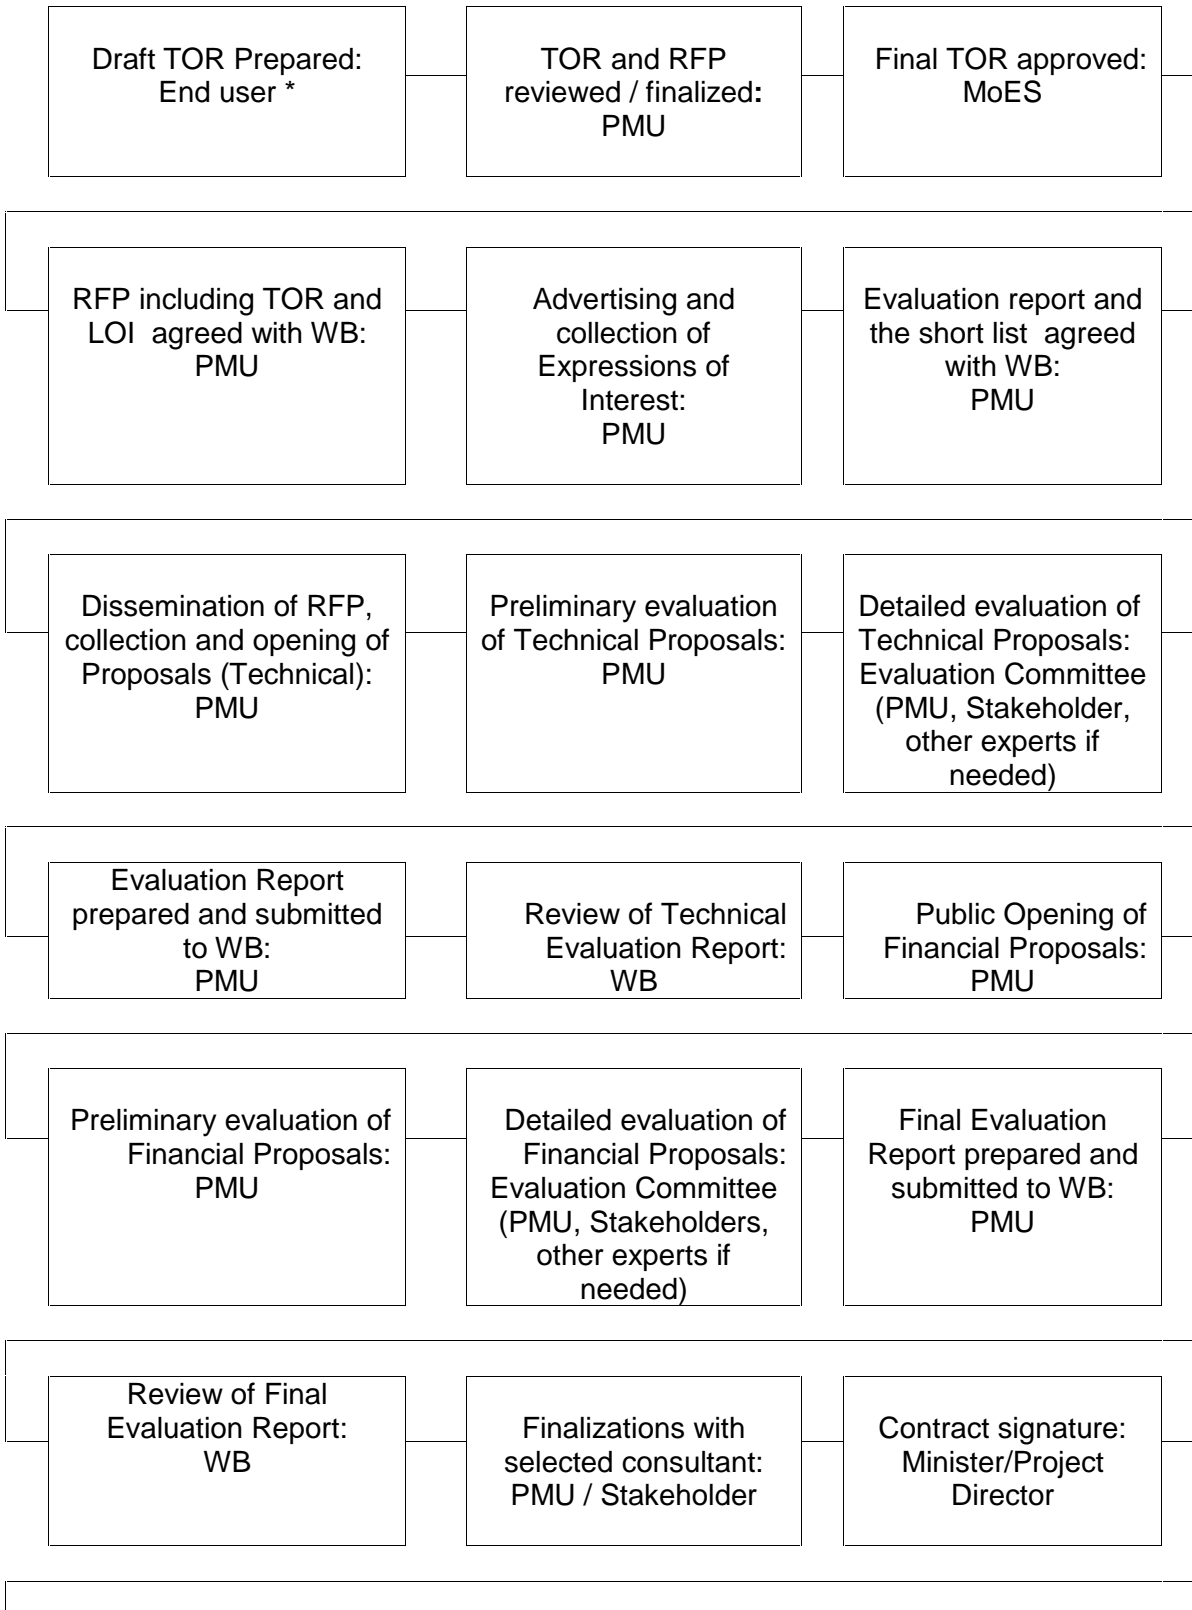 Draft TOR Prepared:
End user *
TOR and RFP
reviewed / finalized:
PMU
Final TOR approved:
MoES
RFP including TOR and
LOI agreed with WB:
PMU
Advertising and
collection of
Expressions of
Interest:
PMU
Evaluation report and
the short list agreed
with WB:
PMU
Dissemination of RFP,
collection and opening of
Proposals (Technical):
PMU
Preliminary evaluation
of Technical Proposals:
PMU
Detailed evaluation of
Technical Proposals:
Evaluation Committee
(PMU, Stakeholder,
other experts if
needed)
Evaluation Report
prepared and submitted
to WB:
PMU
Review of Technical
Evaluation Report:
WB
Public Opening of
Financial Proposals:
PMU
Preliminary evaluation of
Financial Proposals:
PMU
Detailed evaluation of
Financial Proposals:
Evaluation Committee
(PMU, Stakeholders,
other experts if
needed)
Final Evaluation
Report prepared and
submitted to WB:
PMU
Review of Final
Evaluation Report:
WB
Finalizations with
selected consultant:
PMU / Stakeholder
Contract signature:
Minister/Project
Director